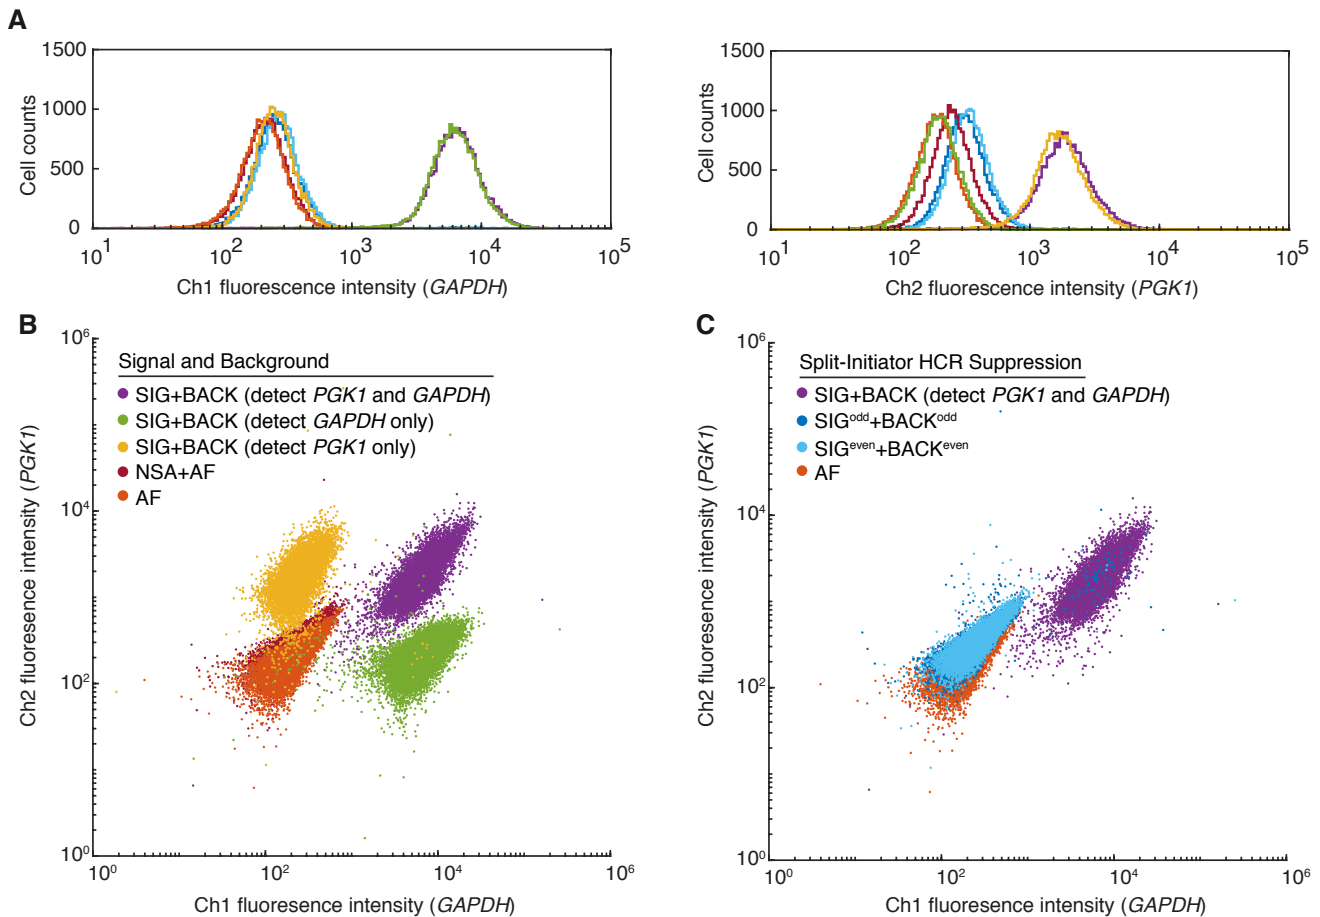 A
1500
1000
500
0
Cell counts
10^1 10^2 10^3 10^4 10^5
Ch1 fluorescence intensity (GAPDH)
1500
1000
500
0
Cell counts
10^1 10^2 10^3 10^4 10^5
Ch2 fluorescence intensity (PGK1)
B
10^6
10^4
10^2
10^0
Ch2 fluoresence intensity (PGK1)
Signal and Background
SIG+BACK (detect PGK1 and GAPDH)
SIG+BACK (detect GAPDH only)
SIG+BACK (detect PGK1 only)
NSA+AF
AF
10^0 10^2 10^4 10^6
Ch1 fluoresence intensity (GAPDH)
C
10^6
10^4
10^2
10^0
Ch2 fluoresence intensity (PGK1)
Split-Initiator HCR Suppression
SIG+BACK (detect PGK1 and GAPDH)
SIG^odd+BACK^odd
SIG^even+BACK^even
AF
10^0 10^2 10^4 10^6
Ch1 fluoresence intensity (GAPDH)